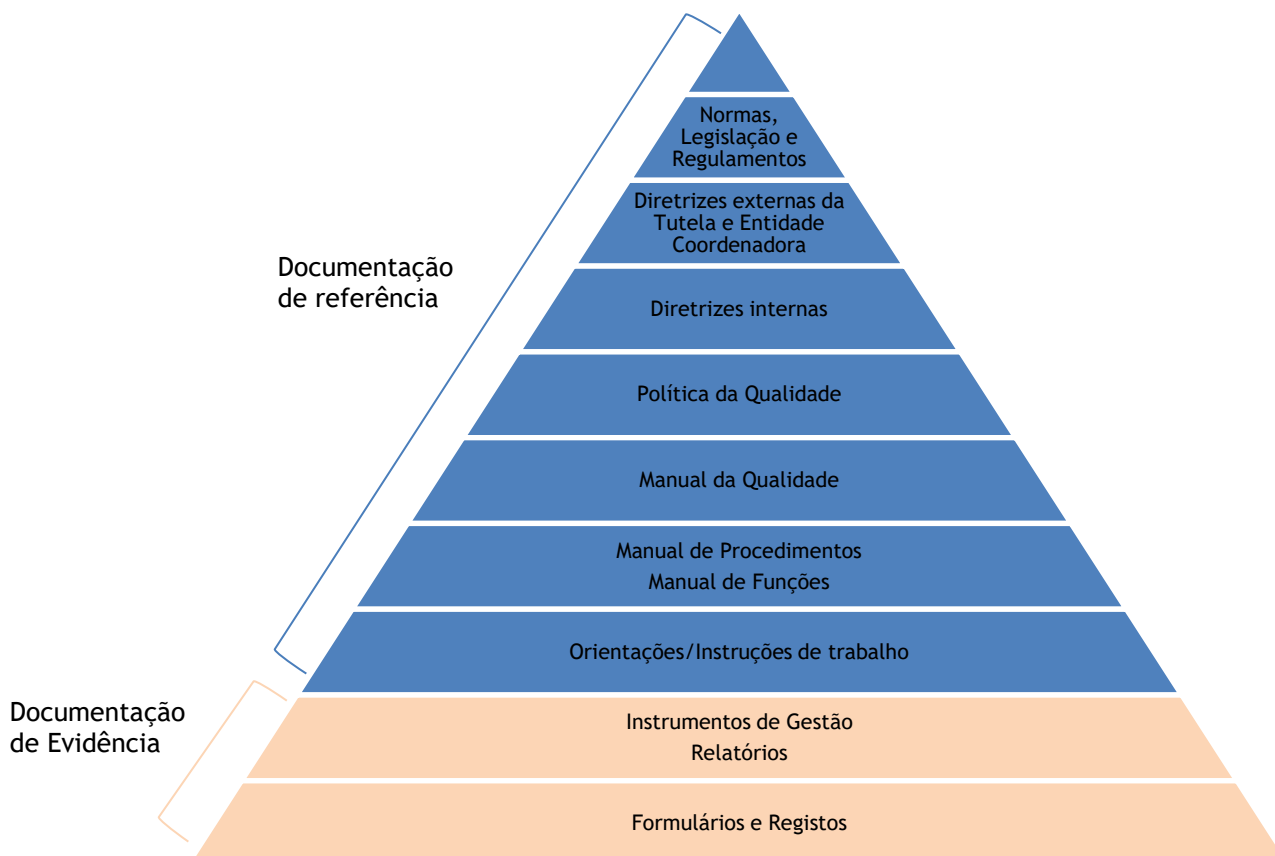 Normas,
Legislação e
Regulamentos
Diretrizes externas da
Tutela e Entidade
Coordenadora
Documentação
de referência
Diretrizes internas
Política da Qualidade
Manual da Qualidade
Manual de Procedimentos
Manual de Funções
Orientações/Instruções de trabalho
Documentação
de Evidência
Instrumentos de Gestão
Relatórios
Formulários e Registos